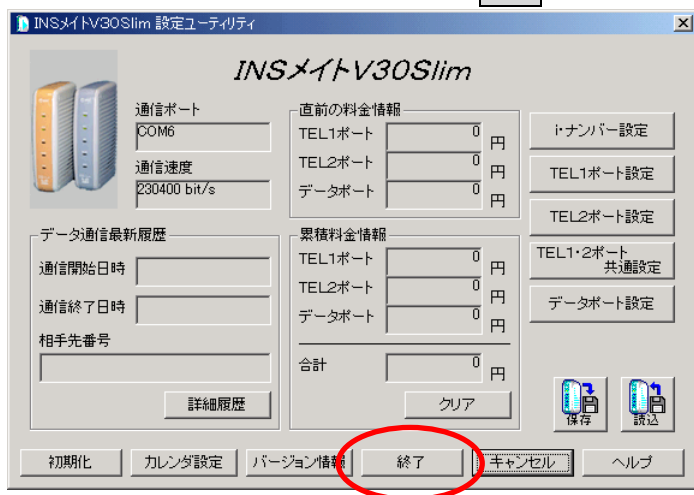 INSメイトV30Slim 設定ユーティリティ
INSメイトV30Slim
通信ポート
COM6
通信速度
230400 bit/s
直前の料金情報
TEL1ポート 0 円
TEL2ポート 0 円
データポート 0 円
i・ナンバー設定
TEL1ポート設定
TEL2ポート設定
TEL1・2ポート
共通設定
データポート設定
データ通信最新履歴
通信開始日時
通信終了日時
相手先番号
詳細履歴
累積料金情報
TEL1ポート 0 円
TEL2ポート 0 円
データポート 0 円
合計 0 円
クリア
保存
読込
初期化
カレンダ設定
バージョン情報
終了
キャンセル
ヘルプ